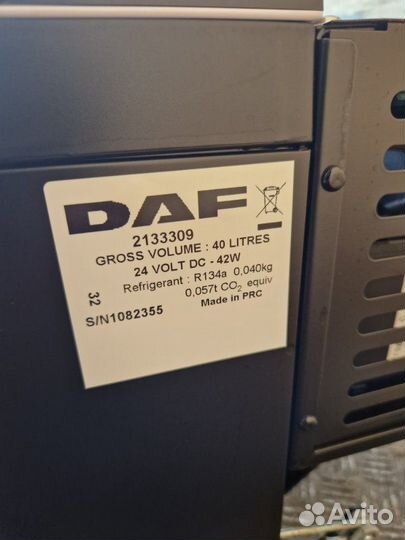 DAF
2133309
GROSS VOLUME : 40 LITRES
24 VOLT DC - 42W
Refrigerant : R134a 0,040kg
0,057t CO2 equiv
Made in PRC
32
S/N1082355
Avito